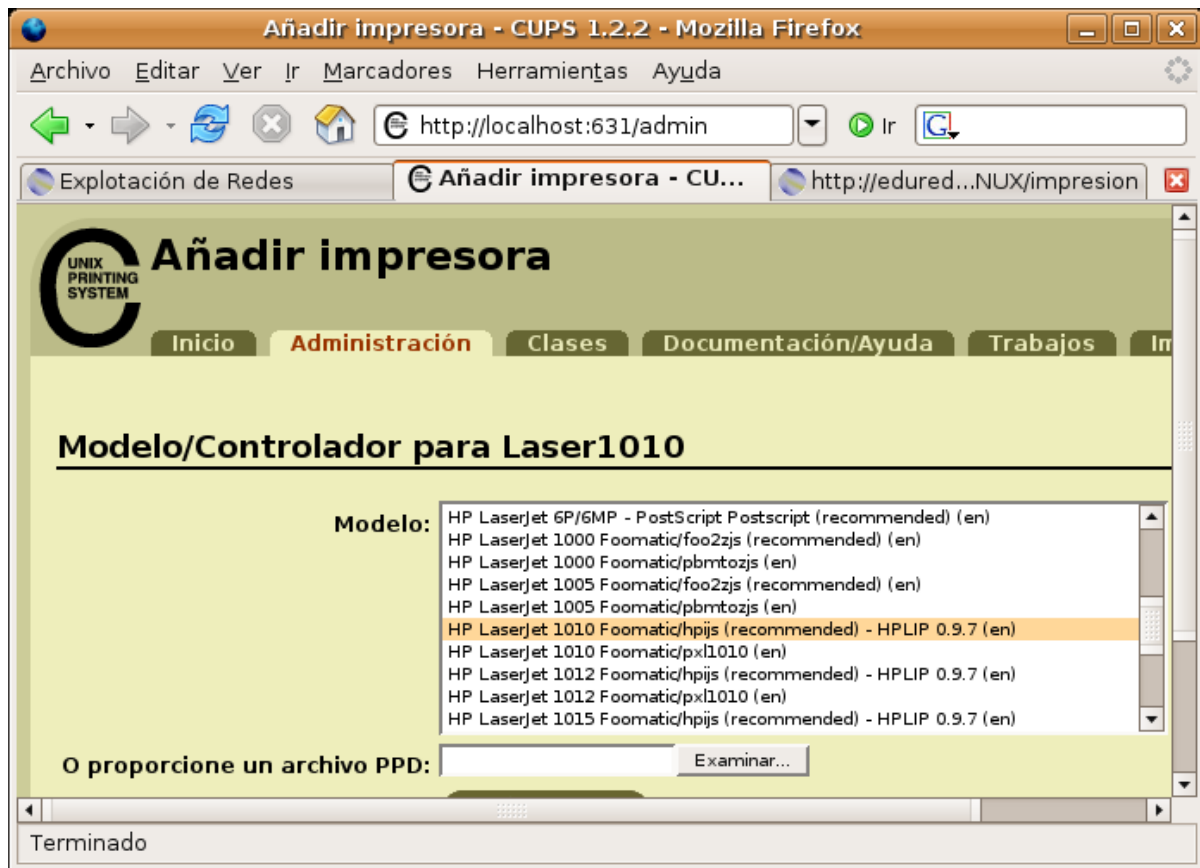 Añadir impresora - CUPS 1.2.2 - Mozilla Firefox
Archivo Editar Ver Ir Marcadores Herramientas Ayuda
http://localhost:631/admin Ir G
Explotación de Redes Añadir impresora - CU... http://edured...NUX/impresion
UNIX
PRINTING
SYSTEM
Añadir impresora
Inicio Administración Clases Documentación/Ayuda Trabajos
Modelo/Controlador para Laser1010
Modelo:
HP LaserJet 6P/6MP - PostScript Postscript (recommended) (en)
HP LaserJet 1000 Foomatic/foo2zjs (recommended) (en)
HP LaserJet 1000 Foomatic/pbmtozjs (en)
HP LaserJet 1005 Foomatic/foo2zjs (recommended) (en)
HP LaserJet 1005 Foomatic/pbmtozjs (en)
HP LaserJet 1010 Foomatic/hpijs (recommended) - HPLIP 0.9.7 (en)
HP LaserJet 1010 Foomatic/pxl1010 (en)
HP LaserJet 1012 Foomatic/hpijs (recommended) - HPLIP 0.9.7 (en)
HP LaserJet 1012 Foomatic/pxl1010 (en)
HP LaserJet 1015 Foomatic/hpijs (recommended) - HPLIP 0.9.7 (en)
O proporcione un archivo PPD: Examinar...
Terminado